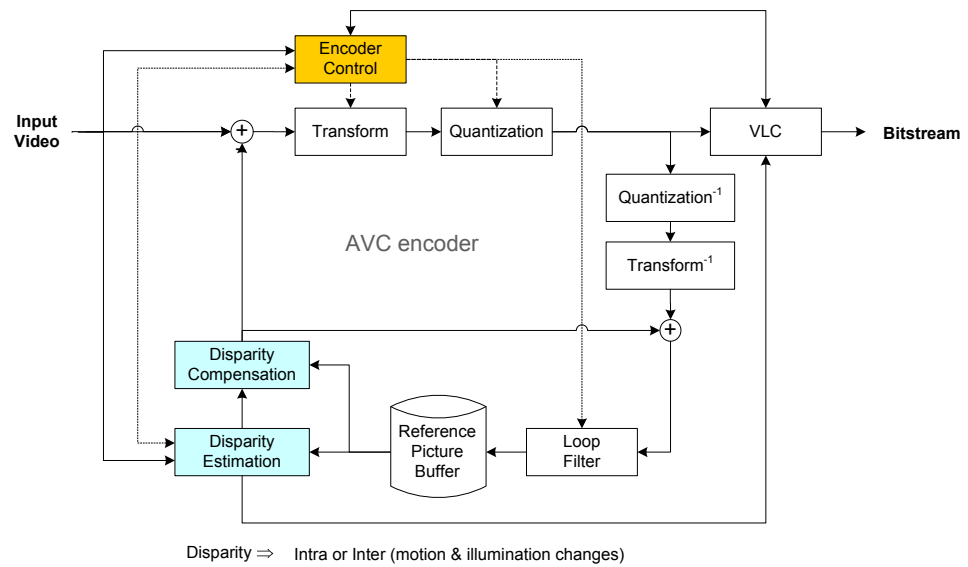 Encoder
Control
Input
Video
+
-
Transform
Quantization
VLC
Bitstream
Quantization-1
AVC encoder
Transform-1
+
Disparity
Compensation
Reference
Picture
Buffer
Disparity
Estimation
Loop
Filter
Disparity ⇒ Intra or Inter (motion & illumination changes)